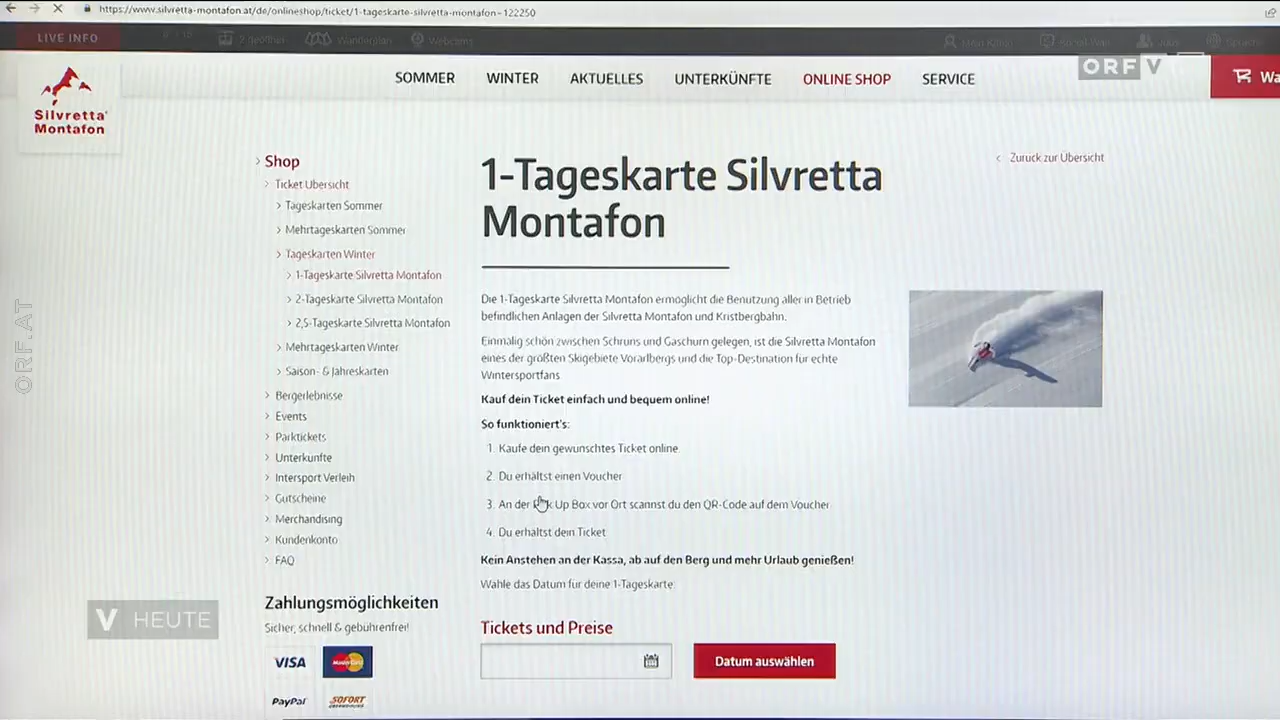 https://www.silvretta-montafon.at/de/onlineshop/ticket/1-tageskarte-silvretta-montafon-122250
LIVE INFO
Wanderplan
Webcams
Jobs
SOMMER WINTER AKTUELLES UNTERKÜNFTE ONLINE SHOP SERVICE
ORF V
Wa
Silvretta
Montafon
Shop
Ticket Übersicht
Tageskarten Sommer
Mehrtageskarten Sommer
Tageskarten Winter
1-Tageskarte Silvretta Montafon
2-Tageskarte Silvretta Montafon
2,5-Tageskarte Silvretta Montafon
Mehrtageskarten Winter
Saison- & Jahreskarten
Bergerlebnisse
Events
Parktickets
Unterkünfte
Intersport Verleih
Gutscheine
Merchandising
Kundenkonto
FAQ
Zahlungsmöglichkeiten
Sicher, schnell & gebührenfrei!
VISA MasterCard
PayPal SOFORT
1-Tageskarte Silvretta
Montafon
Die 1-Tageskarte Silvretta Montafon ermöglicht die Benutzung aller in Betrieb
befindlichen Anlagen der Silvretta Montafon und Kristbergbahn.
Einmalig schön zwischen Schruns und Gaschurn gelegen, ist die Silvretta Montafon
eines der größten Skigebiete Vorarlbergs und die Top-Destination für echte
Wintersportfans
Kauf dein Ticket einfach und bequem online!
So funktioniert's:
1. Kaufe dein gewünschtes Ticket online
2. Du erhältst einen Voucher
3. An der Up Box vor Ort scannst du den QR-Code auf dem Voucher
4. Du erhältst dein Ticket
Kein Anstehen an der Kassa, ab auf den Berg und mehr Urlaub genießen!
Wähle das Datum für deine 1-Tageskarte:
Tickets und Preise
Datum auswählen
Zurück zur Übersicht
ORF.AT
V HEUTE